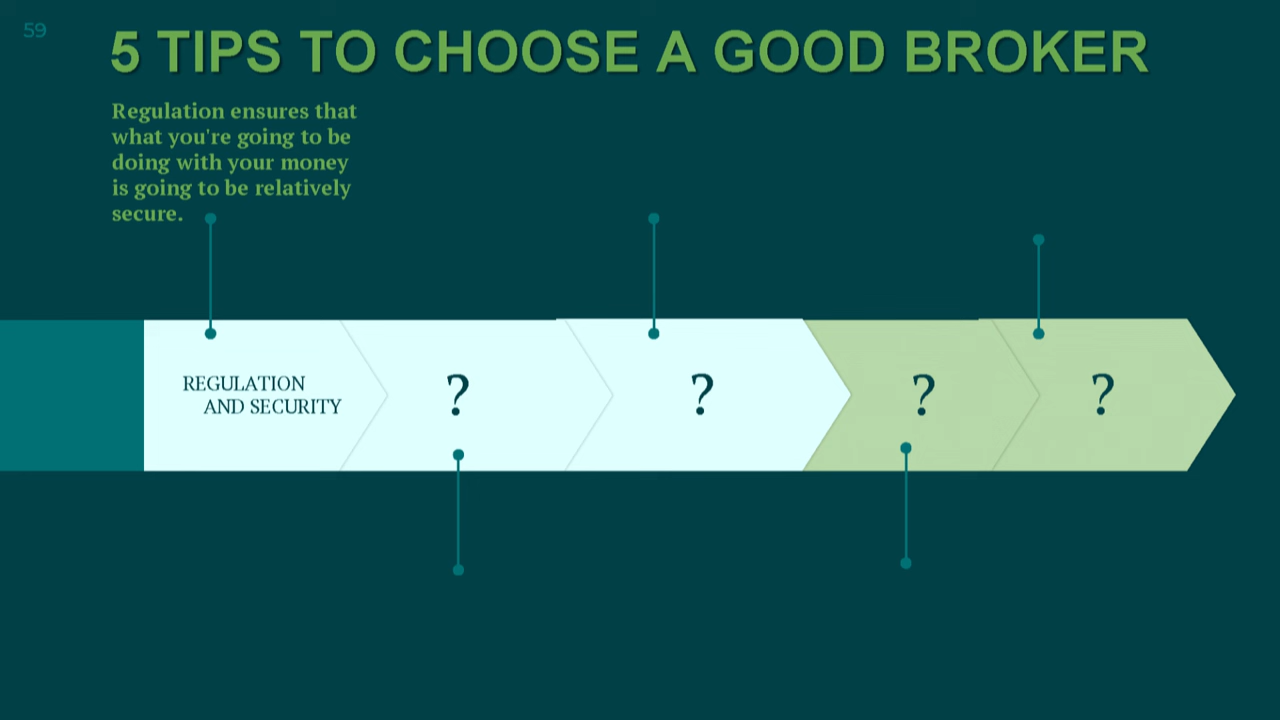 59
5 TIPS TO CHOOSE A GOOD BROKER
Regulation ensures that
what you're going to be
doing with your money
is going to be relatively
secure.
REGULATION
AND SECURITY
?
?
?
?